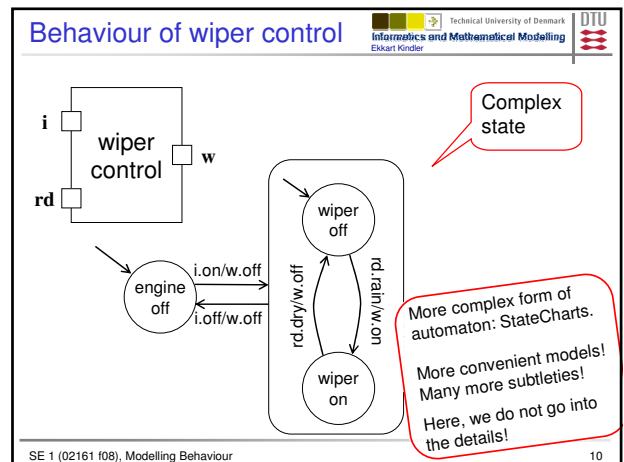 Behaviour of wiper control
Technical University of Denmark
DTU
Informatics and Mathematical Modelling
Ekkart Kindler
Complex
state
i
wiper
control
w
rd
wiper
off
i.on/w.off
engine
off
i.off/w.off
rd.dry/w.off
rd.rain/w.on
wiper
on
More complex form of
automaton: StateCharts.
More convenient models!
Many more subtleties!
Here, we do not go into
the details!
SE 1 (02161 f08), Modelling Behaviour
10